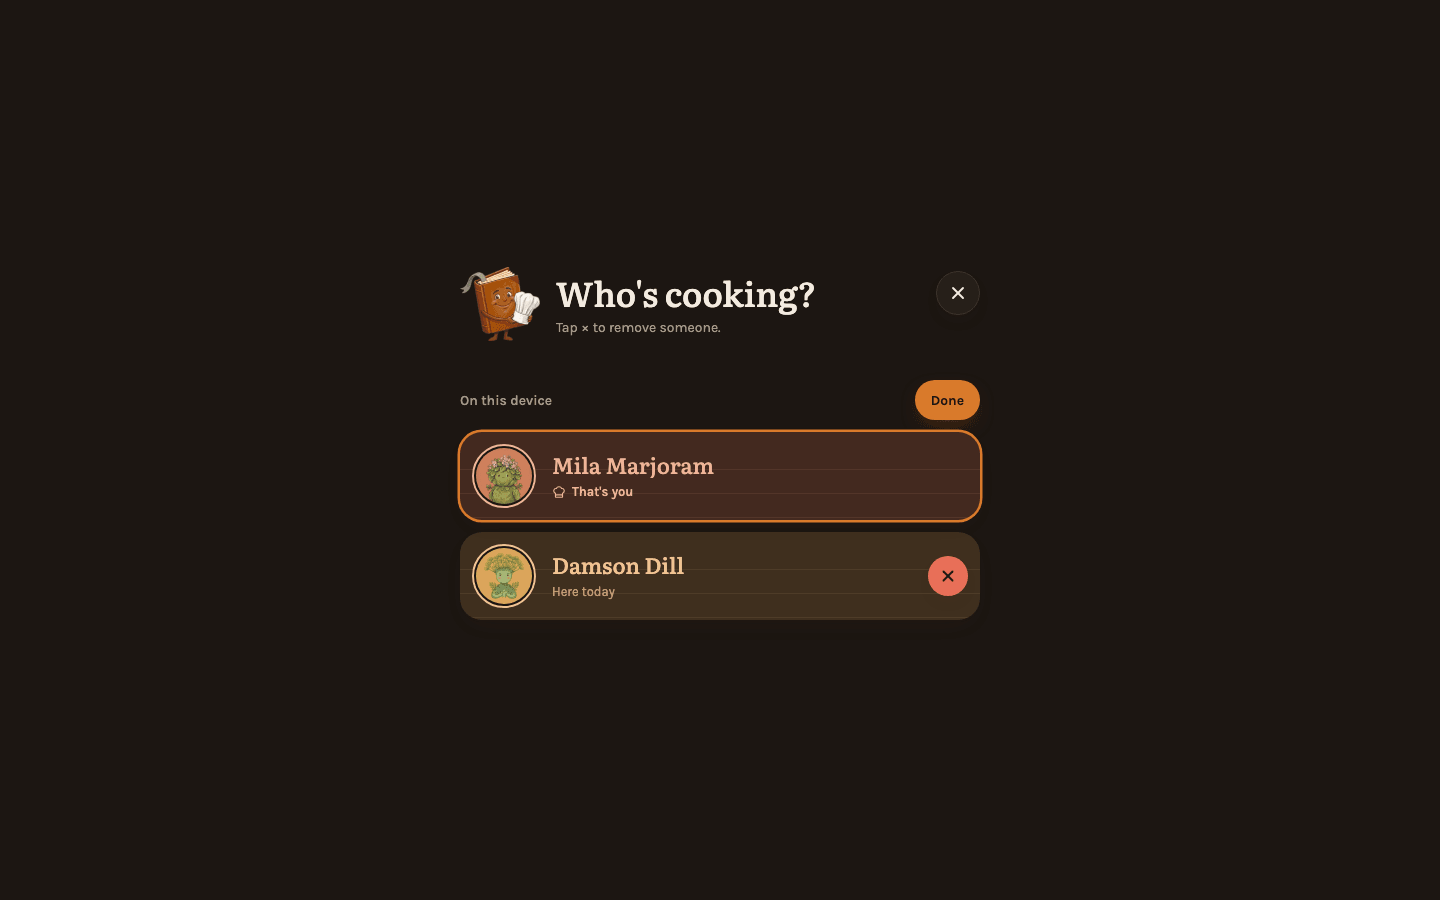 Who's cooking?
Tap × to remove someone.
On this device
Done
Mila Marjoram
That's you
Damson Dill
Here today